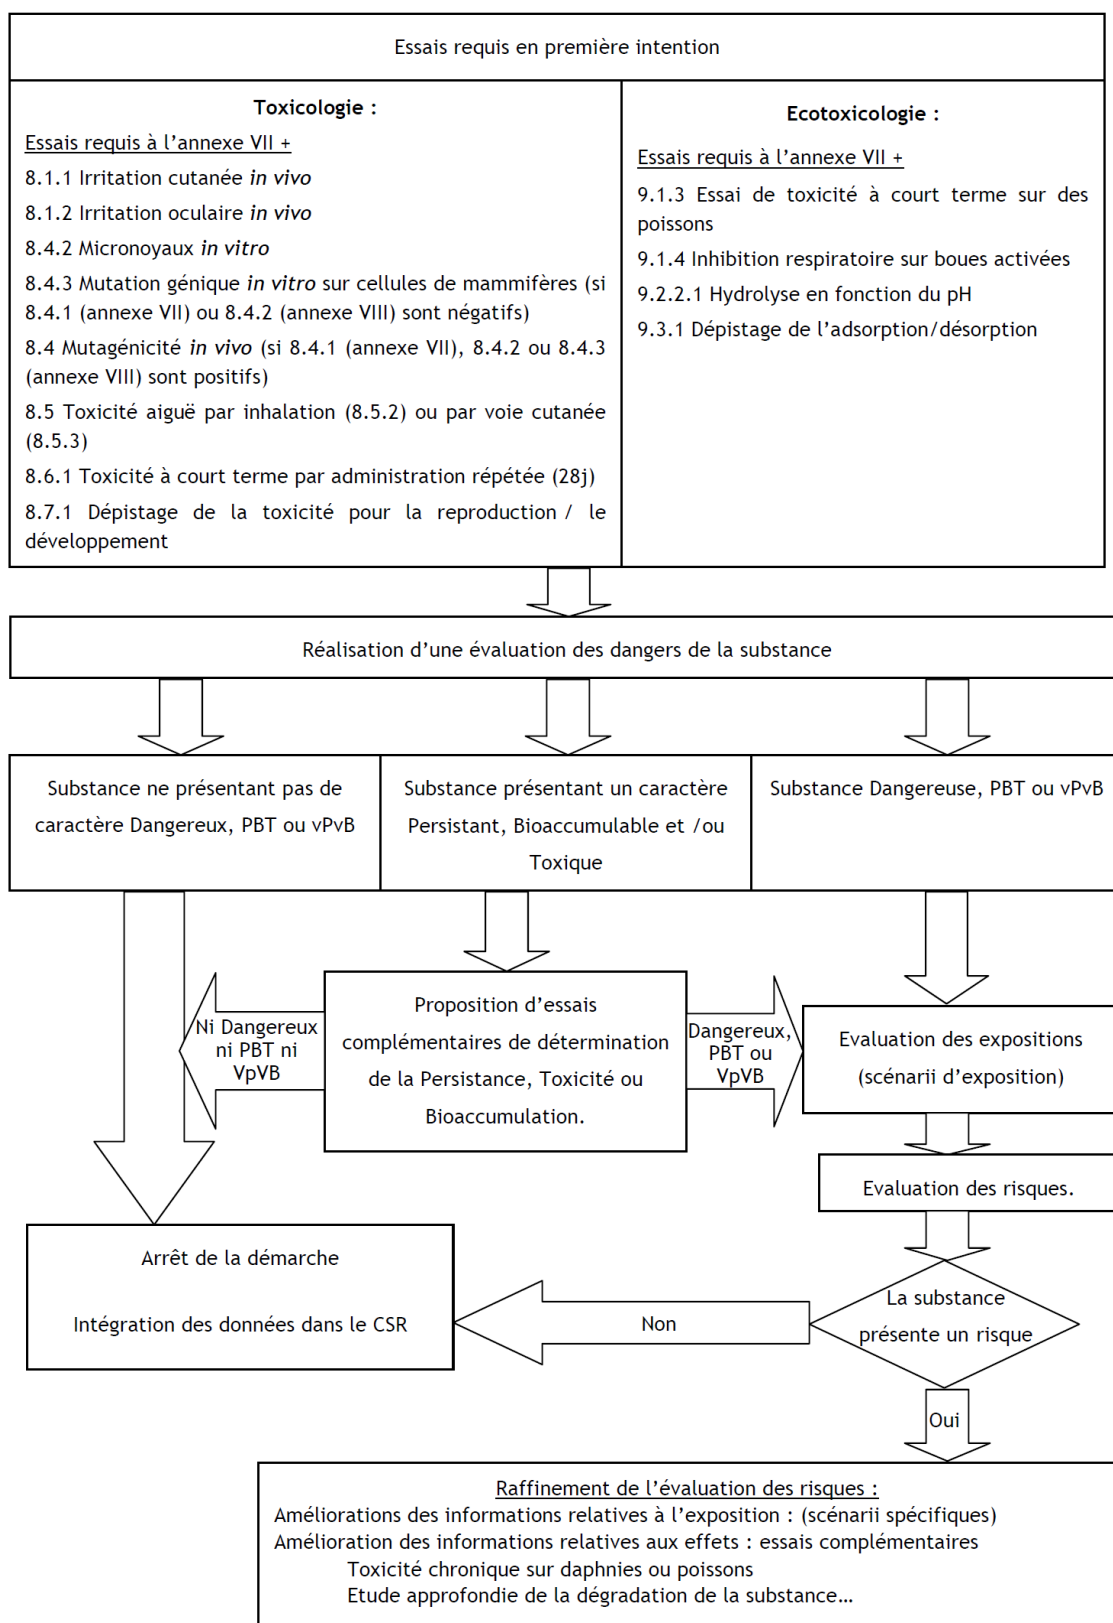 Essais requis en première intention
Toxicologie :
Essais requis à l'annexe VII +
8.1.1 Irritation cutanée in vivo
8.1.2 Irritation oculaire in vivo
8.4.2 Micronoyaux in vitro
8.4.3 Mutation génique in vitro sur cellules de mammifères (si
8.4.1 (annexe VII) ou 8.4.2 (annexe VIII) sont négatifs)
8.4 Mutagénicité in vivo (si 8.4.1 (annexe VII), 8.4.2 ou 8.4.3
(annexe VIII) sont positifs)
8.5 Toxicité aiguë par inhalation (8.5.2) ou par voie cutanée
(8.5.3)
8.6.1 Toxicité à court terme par administration répétée (28j)
8.7.1 Dépistage de la toxicité pour la reproduction / le
développement
Ecotoxicologie :
Essais requis à l'annexe VII +
9.1.3 Essai de toxicité à court terme sur des
poissons
9.1.4 Inhibition respiratoire sur boues activées
9.2.2.1 Hydrolyse en fonction du pH
9.3.1 Dépistage de l'adsorption/désorption
Réalisation d'une évaluation des dangers de la substance
Substance ne présentant pas de
caractère Dangereux, PBT ou vPvB
Substance présentant un caractère
Persistant, Bioaccumulable et /ou
Toxique
Substance Dangereuse, PBT ou vPvB
Ni Dangereux
ni PBT ni
VpVB
Proposition d'essais
complémentaires de détermination
de la Persistance, Toxicité ou
Bioaccumulation.
Dangereux,
PBT ou
VpVB
Evaluation des expositions
(scénarii d'exposition)
Evaluation des risques.
Arrêt de la démarche
Intégration des données dans le CSR
Non
La substance
présente un risque
Oui
Raffinement de l'évaluation des risques :
Améliorations des informations relatives à l'exposition : (scénarii spécifiques)
Amélioration des informations relatives aux effets : essais complémentaires
Toxicité chronique sur daphnies ou poissons
Etude approfondie de la dégradation de la substance…